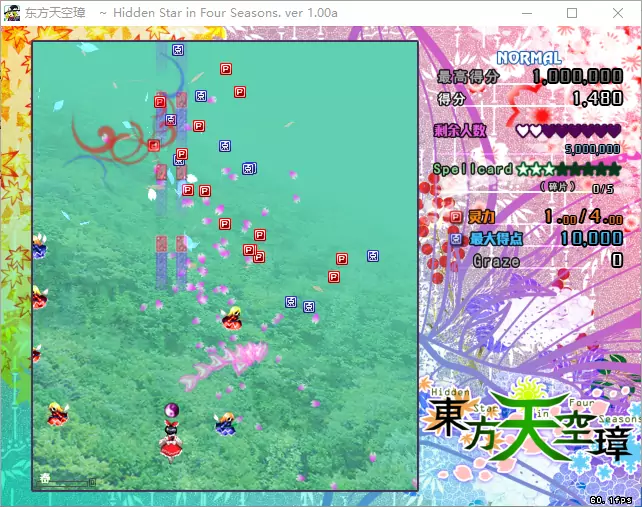 东方天空璋 ~ Hidden Star in Four Seasons. ver 1.00a
NORMAL
最高得分 1,000,000
得分 1,480
剩余人数
5,000,000
Spellcard
(碎片) 0/5
P 灵力 1.00/4.00
点 最大得点 10,000
Graze 0
Hidden Star in Four Seasons
東方天空璋
春
60.1fps